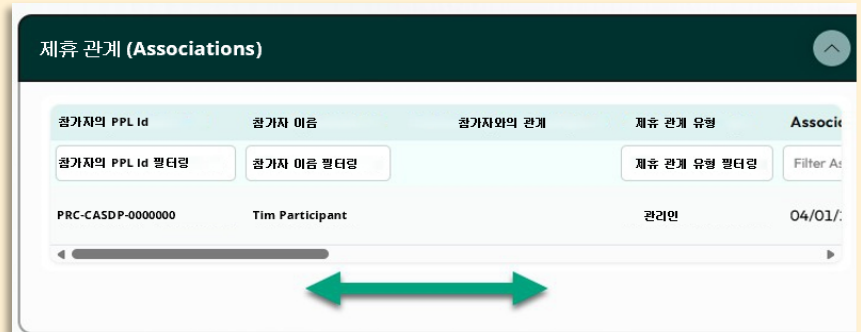 제휴 관계 (Associations)
참가자의 PPL Id 참가자 이음 참가자와의 관계 제휴 관계 유형 Associ
참가자의 PPL Id 필터링 참가자 이음 필터링 제휴 관계 유형 필터링 Filter As
PRC-CASDP-0000000 Tim Participant 관리인 04/01/